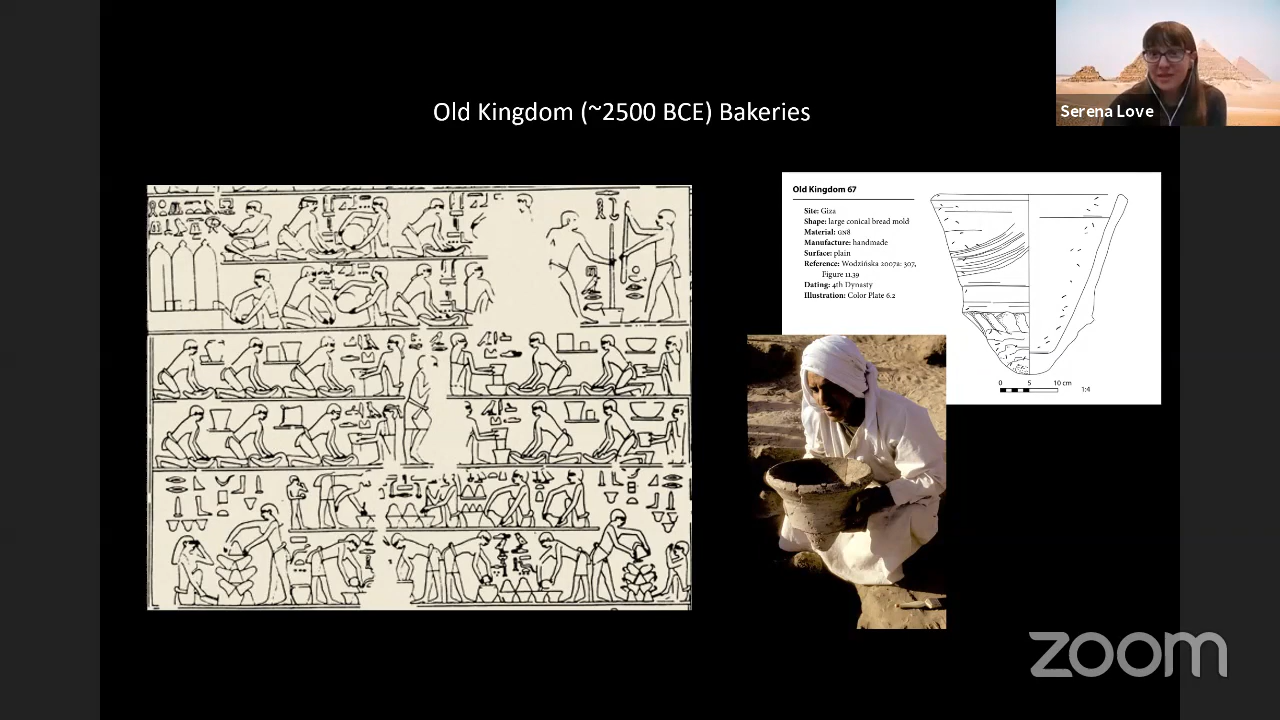 Old Kingdom (~2500 BCE) Bakeries
Serena Love
Old Kingdom 67
Site: Giza
Shape: large conical bread mold
Material: GN8
Manufacture: handmade
Surface: plain
Reference: Wodzińska 2007a: 307,
Figure 11.39
Dating: 4th Dynasty
Illustration: Color Plate 6.2
0 5 10 cm
1:4
zoom